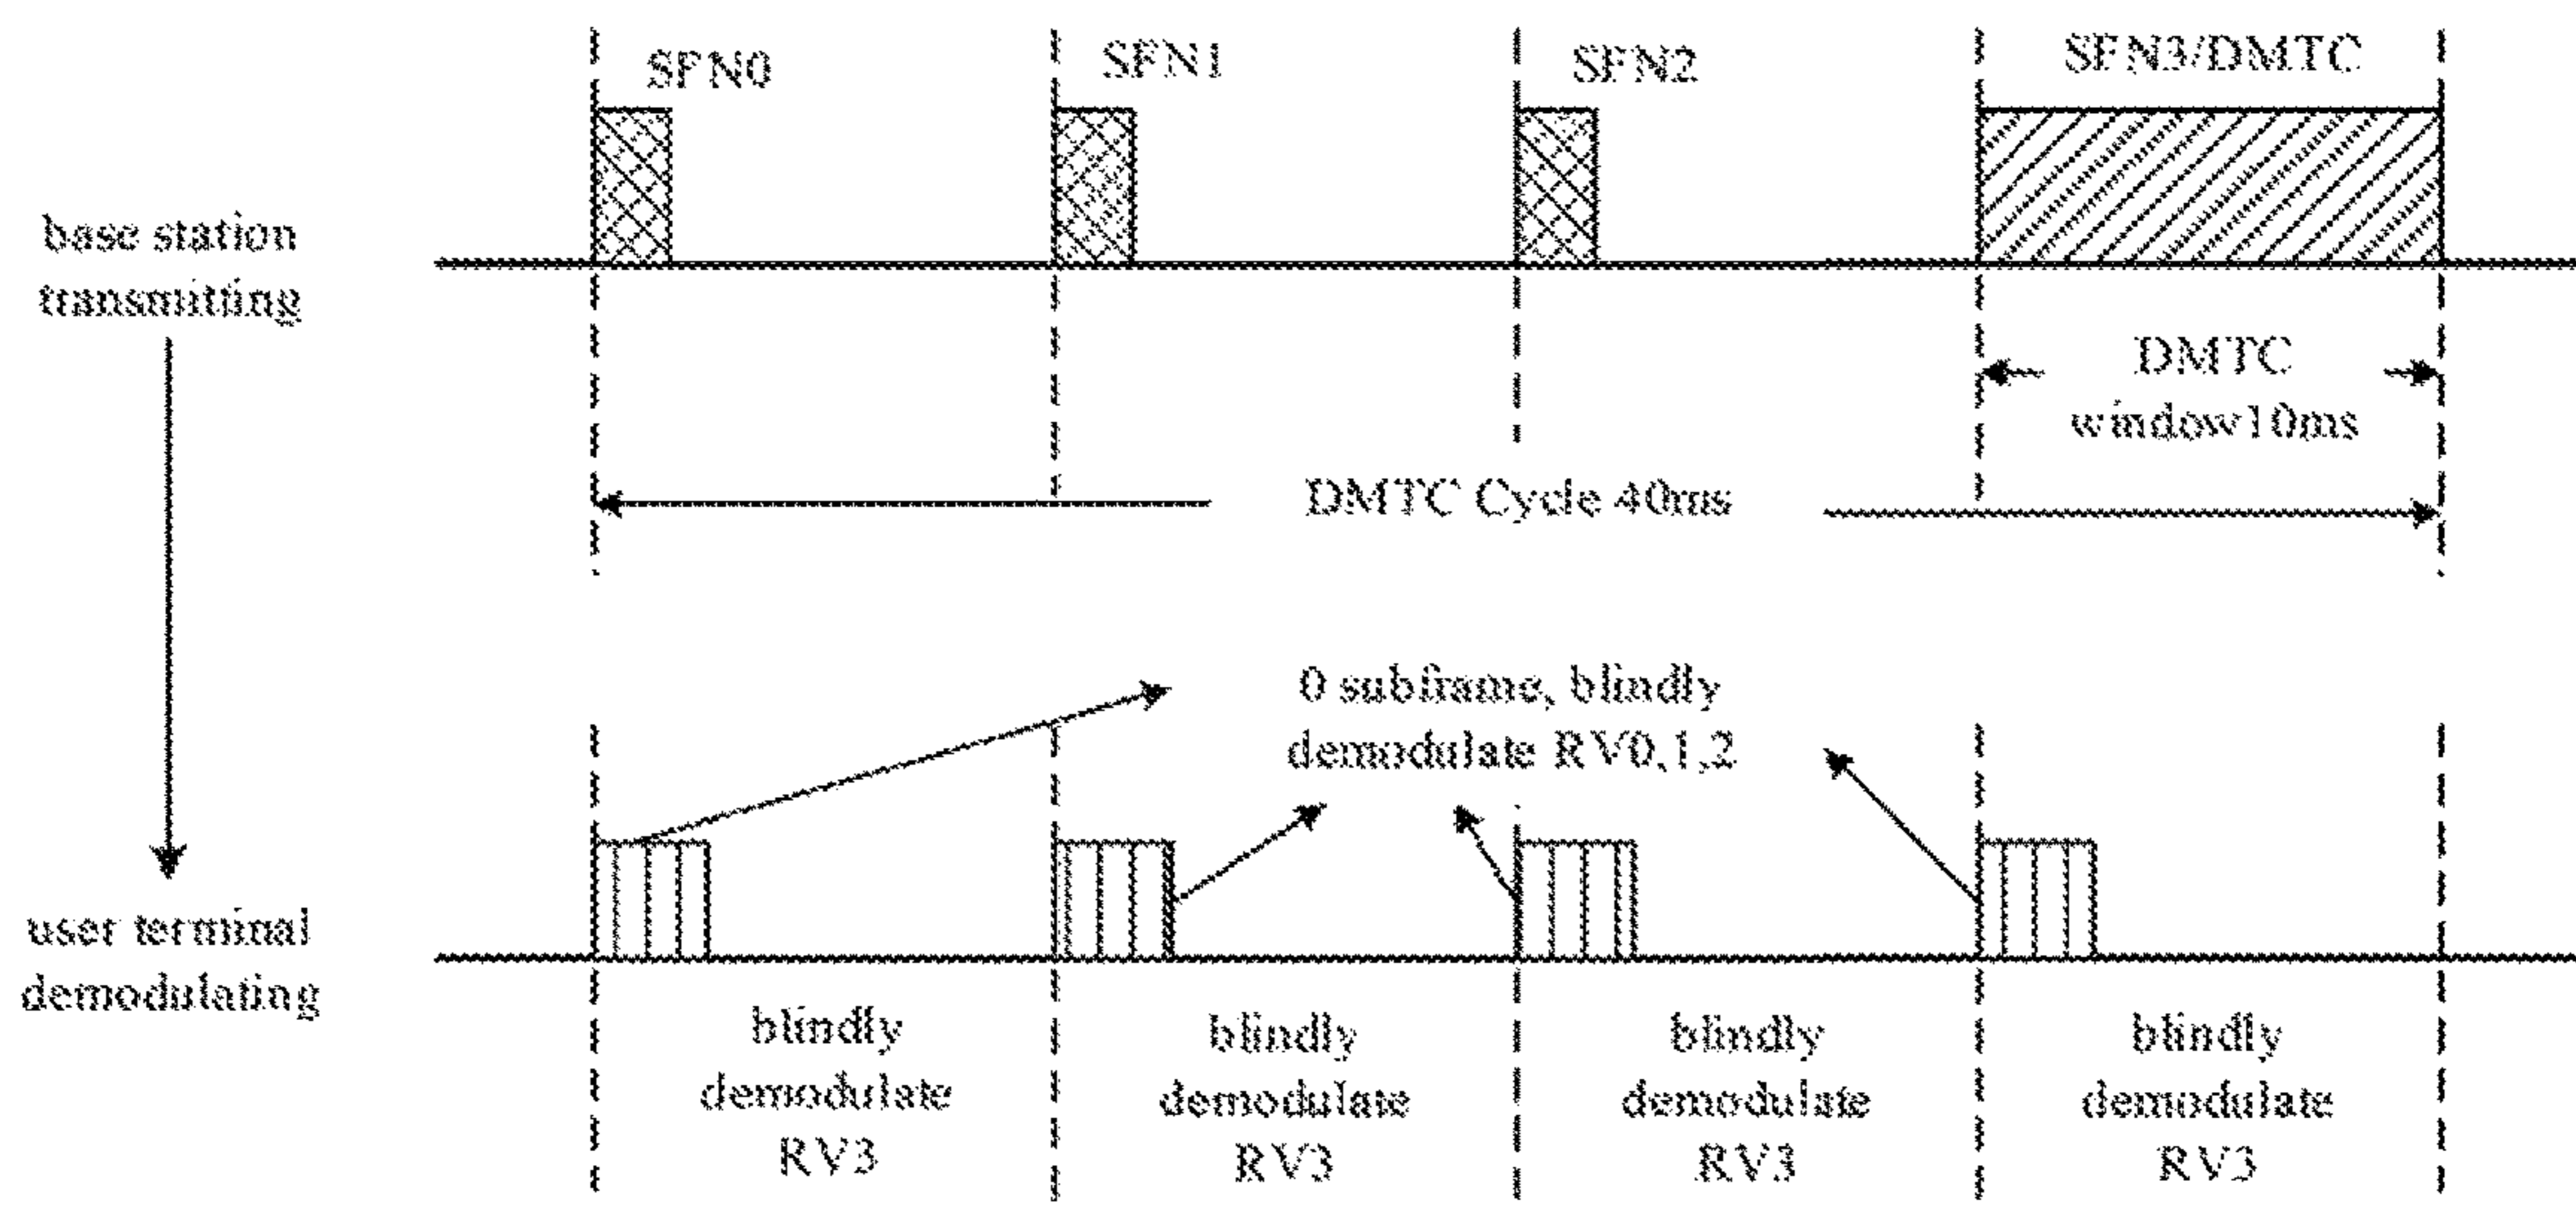 SFN0
SFN1
SFN2
SFN3/DMTC
base station
transmitting
DMTC
window10ms
DMTC Cycle 40ms
0 subframe, blindly
demodulate RV0,1,2
user terminal
demodulating
blindly
demodulate
RV3
blindly
demodulate
RV3
blindly
demodulate
RV3
blindly
demodulate
RV3